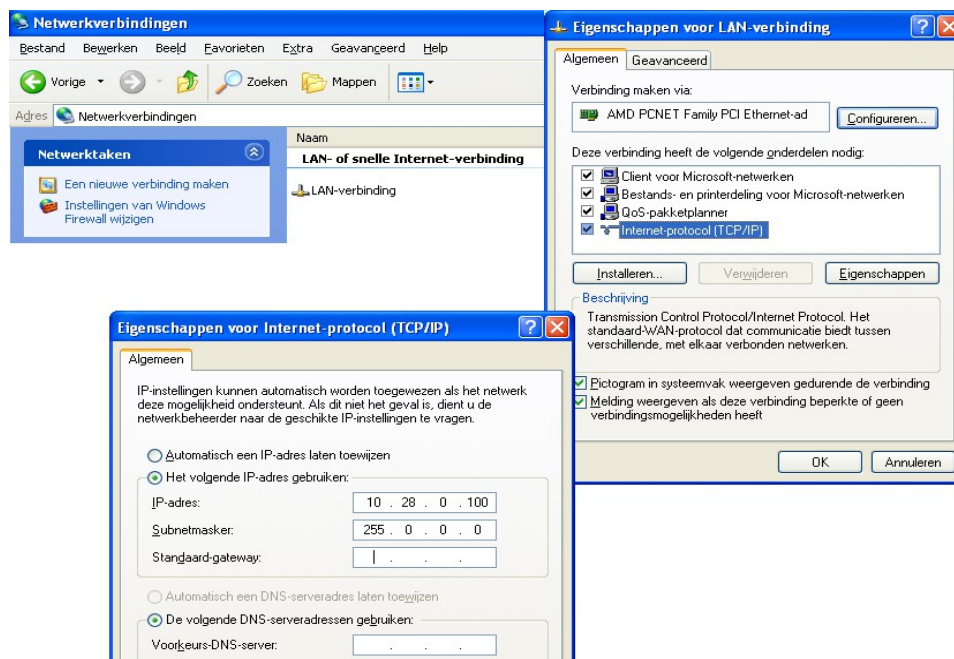 Netwerkverbindingen
Bestand Bewerken Beeld Favorieten Extra Geavanceerd Help
Vorige Zoeken Mappen
Adres Netwerkverbindingen
Netwerktaken
Een nieuwe verbinding maken
Instellingen van Windows
Firewall wijzigen
Naam
LAN- of snelle Internet-verbinding
LAN-verbinding
Eigenschappen voor LAN-verbinding
Algemeen Geavanceerd
Verbinding maken via:
AMD PCNET Family PCI Ethernet-ad
Configureren...
Deze verbinding heeft de volgende onderdelen nodig:
Client voor Microsoft-netwerken
Bestands- en printerdeling voor Microsoft-netwerken
QoS-pakketplanner
Internet-protocol (TCP/IP)
Installeren... Verwijderen Eigenschappen
Beschrijving
Transmission Control Protocol/Internet Protocol. Het
standaard-WAN-protocol dat communicatie biedt tussen
verschillende, met elkaar verbonden netwerken.
Pictogram in systeemvak weergeven gedurende de verbinding
Melding weergeven als deze verbinding beperkte of geen
verbindingsmogelijkheden heeft
OK Annuleren
Eigenschappen voor Internet-protocol (TCP/IP)
Algemeen
IP-instellingen kunnen automatisch worden toegewezen als het netwerk
deze mogelijkheid ondersteunt. Als dit niet het geval is, dient u de
netwerkbeheerder naar de geschikte IP-instellingen te vragen.
Automatisch een IP-adres laten toewijzen
Het volgende IP-adres gebruiken:
IP-adres: 10 . 28 . 0 . 100
Subnetmasker: 255 . 0 . 0 . 0
Standaard-gateway: . . .
Automatisch een DNS-serveradres laten toewijzen
De volgende DNS-serveradressen gebruiken:
Voorkeurs-DNS-server: . . .